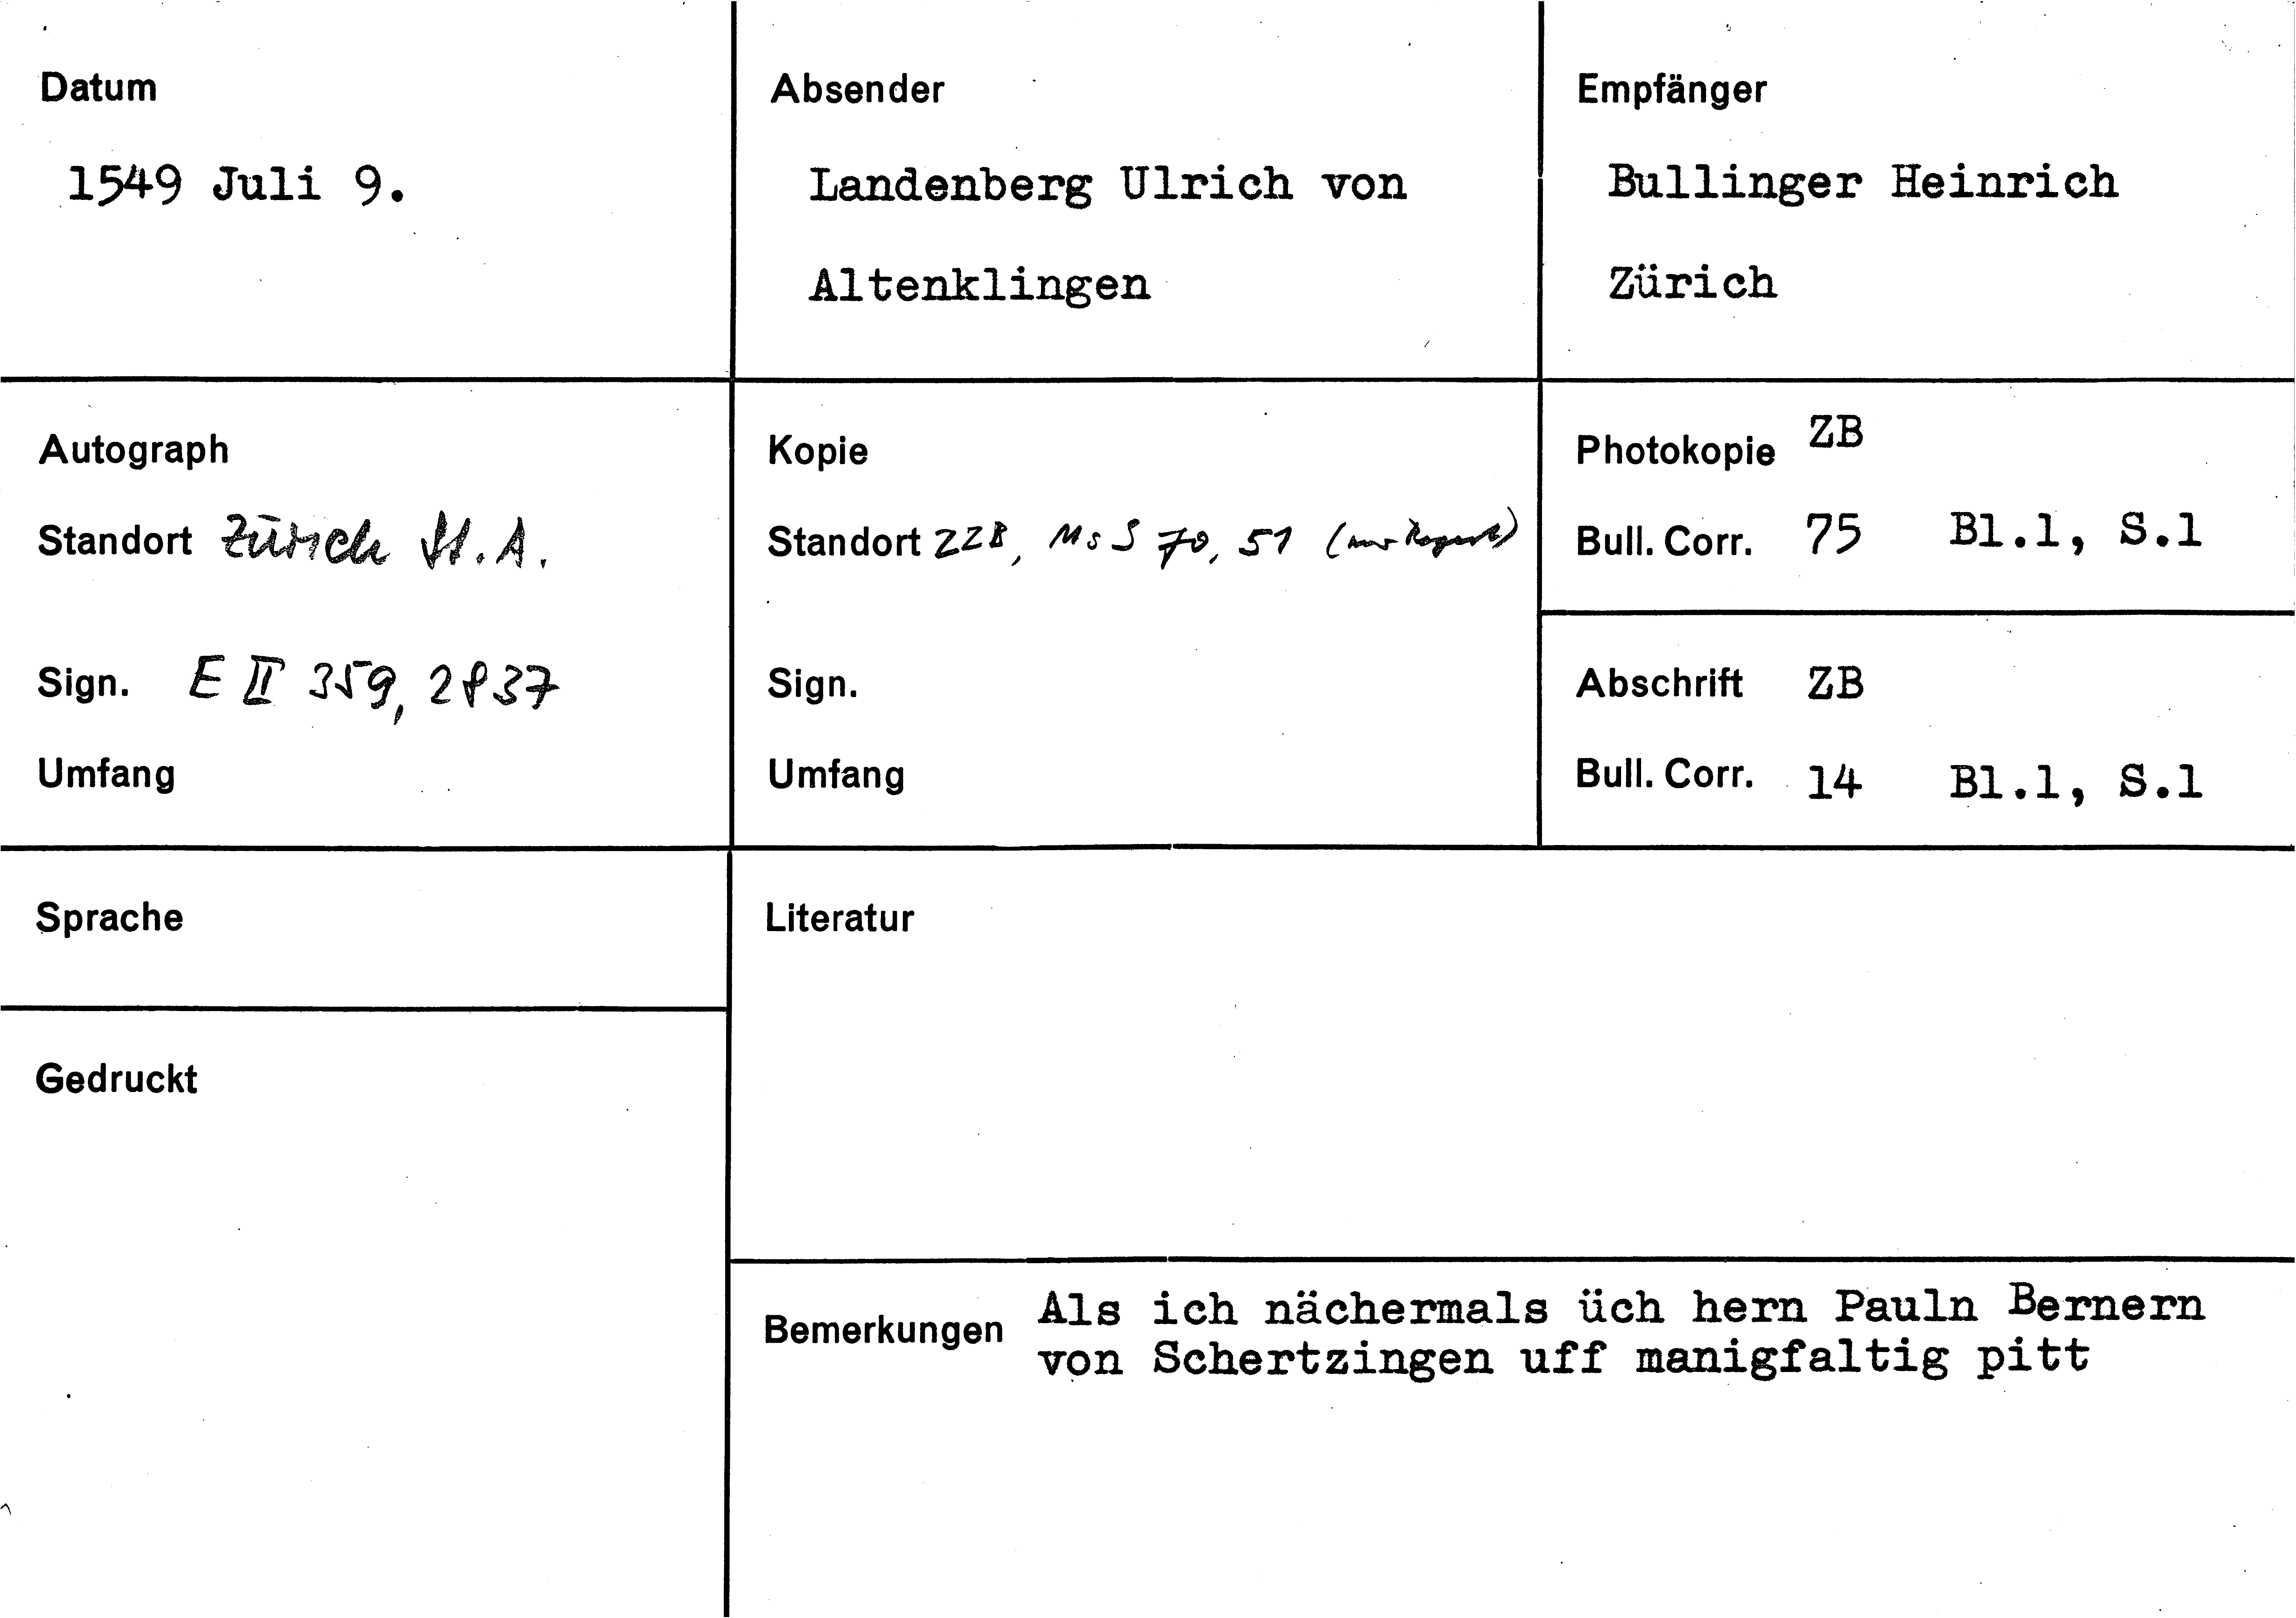 Datum
1549 Juli 9.
Absender
Landenberg Ulrich von
Altenklingen
Empfänger
Bullinger Heinrich
Zürich
Autograph
Standort Zürich St.A.
Sign. E II 359, 2837
Umfang
Kopie
Standort ZZB, Ms S 70, 51 (nur Regest)
Sign.
Umfang
Photokopie ZB
Bull. Corr. 75 Bl.1, S.1
Abschrift ZB
Bull. Corr. 14 Bl.1, S.1
Sprache
Gedruckt
Literatur
Bemerkungen Als ich nächermals üch hern Pauln Bernern
von Schertzingen uff manigfaltig pitt